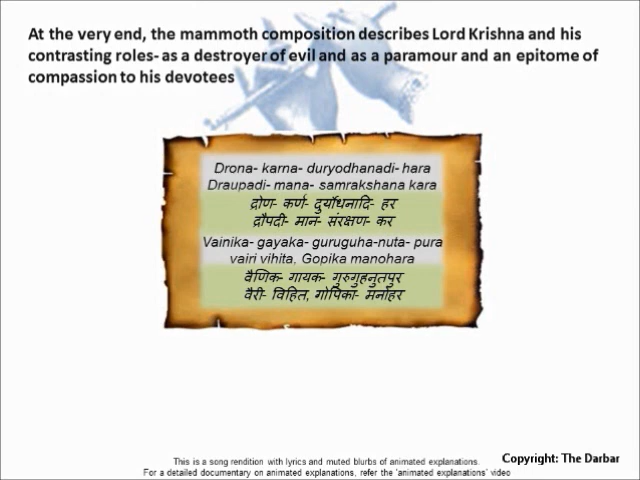 At the very end, the mammoth composition describes Lord Krishna and his
contrasting roles- as a destroyer of evil and as a paramour and an epitome of
compassion to his devotees
Drona- karna- duryodhanadi- hara
Draupadi- mana- samrakshana kara
द्रोण- कर्ण- दुर्योधनादि- हर
द्रौपदी- मान- संरक्षण- कर
Vainika- gayaka- guruguha-nuta- pura
vairi vihita, Gopika manohara
वैणिक- गायक- गुरुगुहनुतपुर
वैरी- विहित, गोपिका- मनोहर
This is a song rendition with lyrics and muted blurbs of animated explanations.
For a detailed documentary on animated explanations, refer the 'animated explanations' video
Copyright: The Darbar